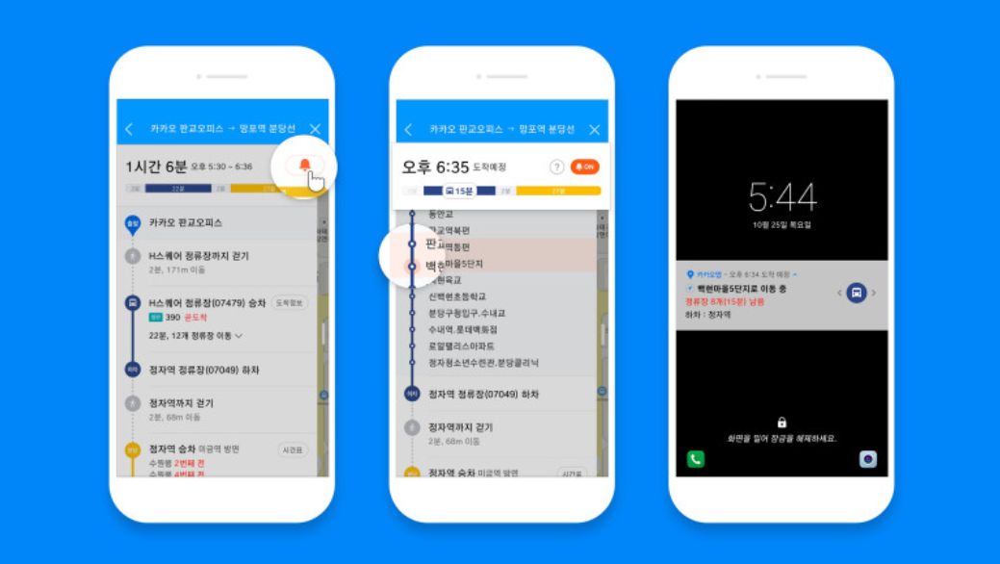 카카오 판교오피스 → 망포역 분당선
1시간 6분 오후 5:30 ~ 6:36
2분 22분 2분
출발 카카오 판교오피스
H스퀘어 정류장까지 걷기
2분, 171m 이동
H스퀘어 정류장(07479) 승차 도착정보
390 곧도착
22분, 12개 정류장 이동
하차 정자역 정류장(07049) 하차
정자역까지 걷기
2분, 68m 이동
정자역 승차 미금역 방면 시간표
수원행 2번째 전
수원행 4번째 전
카카오 판교오피스 → 망포역 분당선
오후 6:35 도착예정 ? ON
15분 2분 27분
동안교
판교역북편
판교역동편
백현마을5단지
신백현초등학교
분당구청입구.수내교
수내역.롯데백화점
로얄팰리스아파트
정자청소년수련관.분당클리닉
하차 정자역 정류장(07049) 하차
정자역까지 걷기
2분, 68m 이동
정자역 승차 미금역 방면 시간표
5:44
10월 25일 목요일
카카오맵 - 오후 6:34 도착 예정
백현마을5단지로 이동 중
정류장 8개(15분) 남음
하차 : 정자역
화면을 밀어 잠금을 해제하세요.